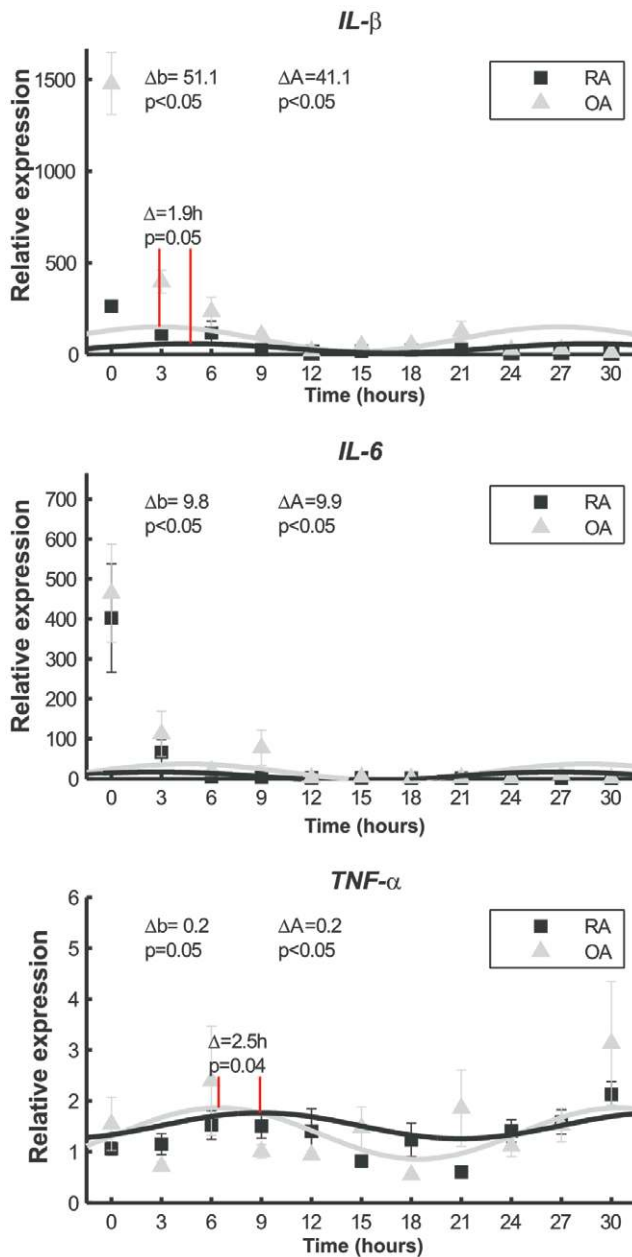 IL-β
Relative expression
1500
1000
500
0
Δb= 51.1
p<0.05
ΔA=41.1
p<0.05
RA
OA
Δ=1.9h
p=0.05
0 3 6 9 12 15 18 21 24 27 30
Time (hours)
IL-6
Relative expression
700
600
500
400
300
200
100
0
Δb= 9.8
p<0.05
ΔA=9.9
p<0.05
RA
OA
0 3 6 9 12 15 18 21 24 27 30
Time (hours)
TNF-α
Relative expression
6
5
4
3
2
1
0
Δb= 0.2
p=0.05
ΔA=0.2
p<0.05
RA
OA
Δ=2.5h
p=0.04
0 3 6 9 12 15 18 21 24 27 30
Time (hours)